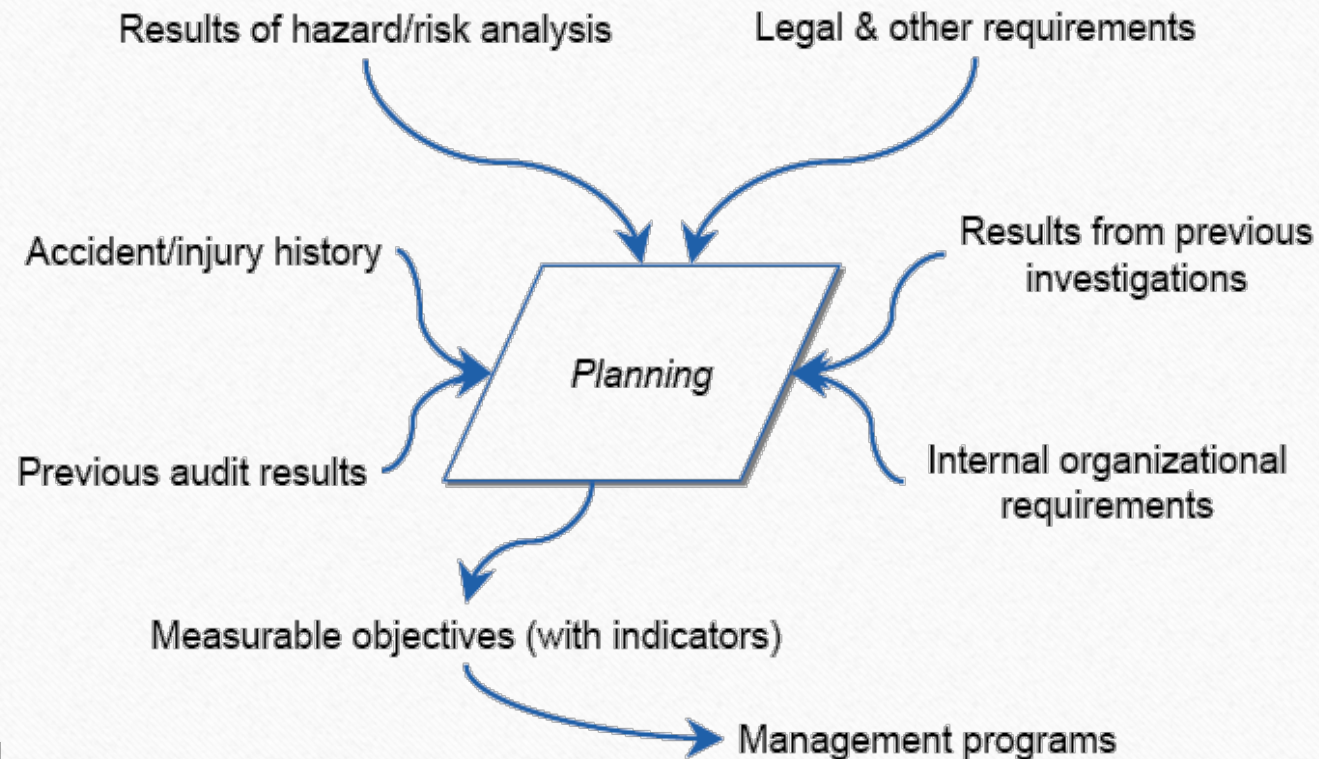 Results of hazard/risk analysis
Legal & other requirements
Accident/injury history
Results from previous
investigations
Planning
Previous audit results
Internal organizational
requirements
Measurable objectives (with indicators)
Management programs